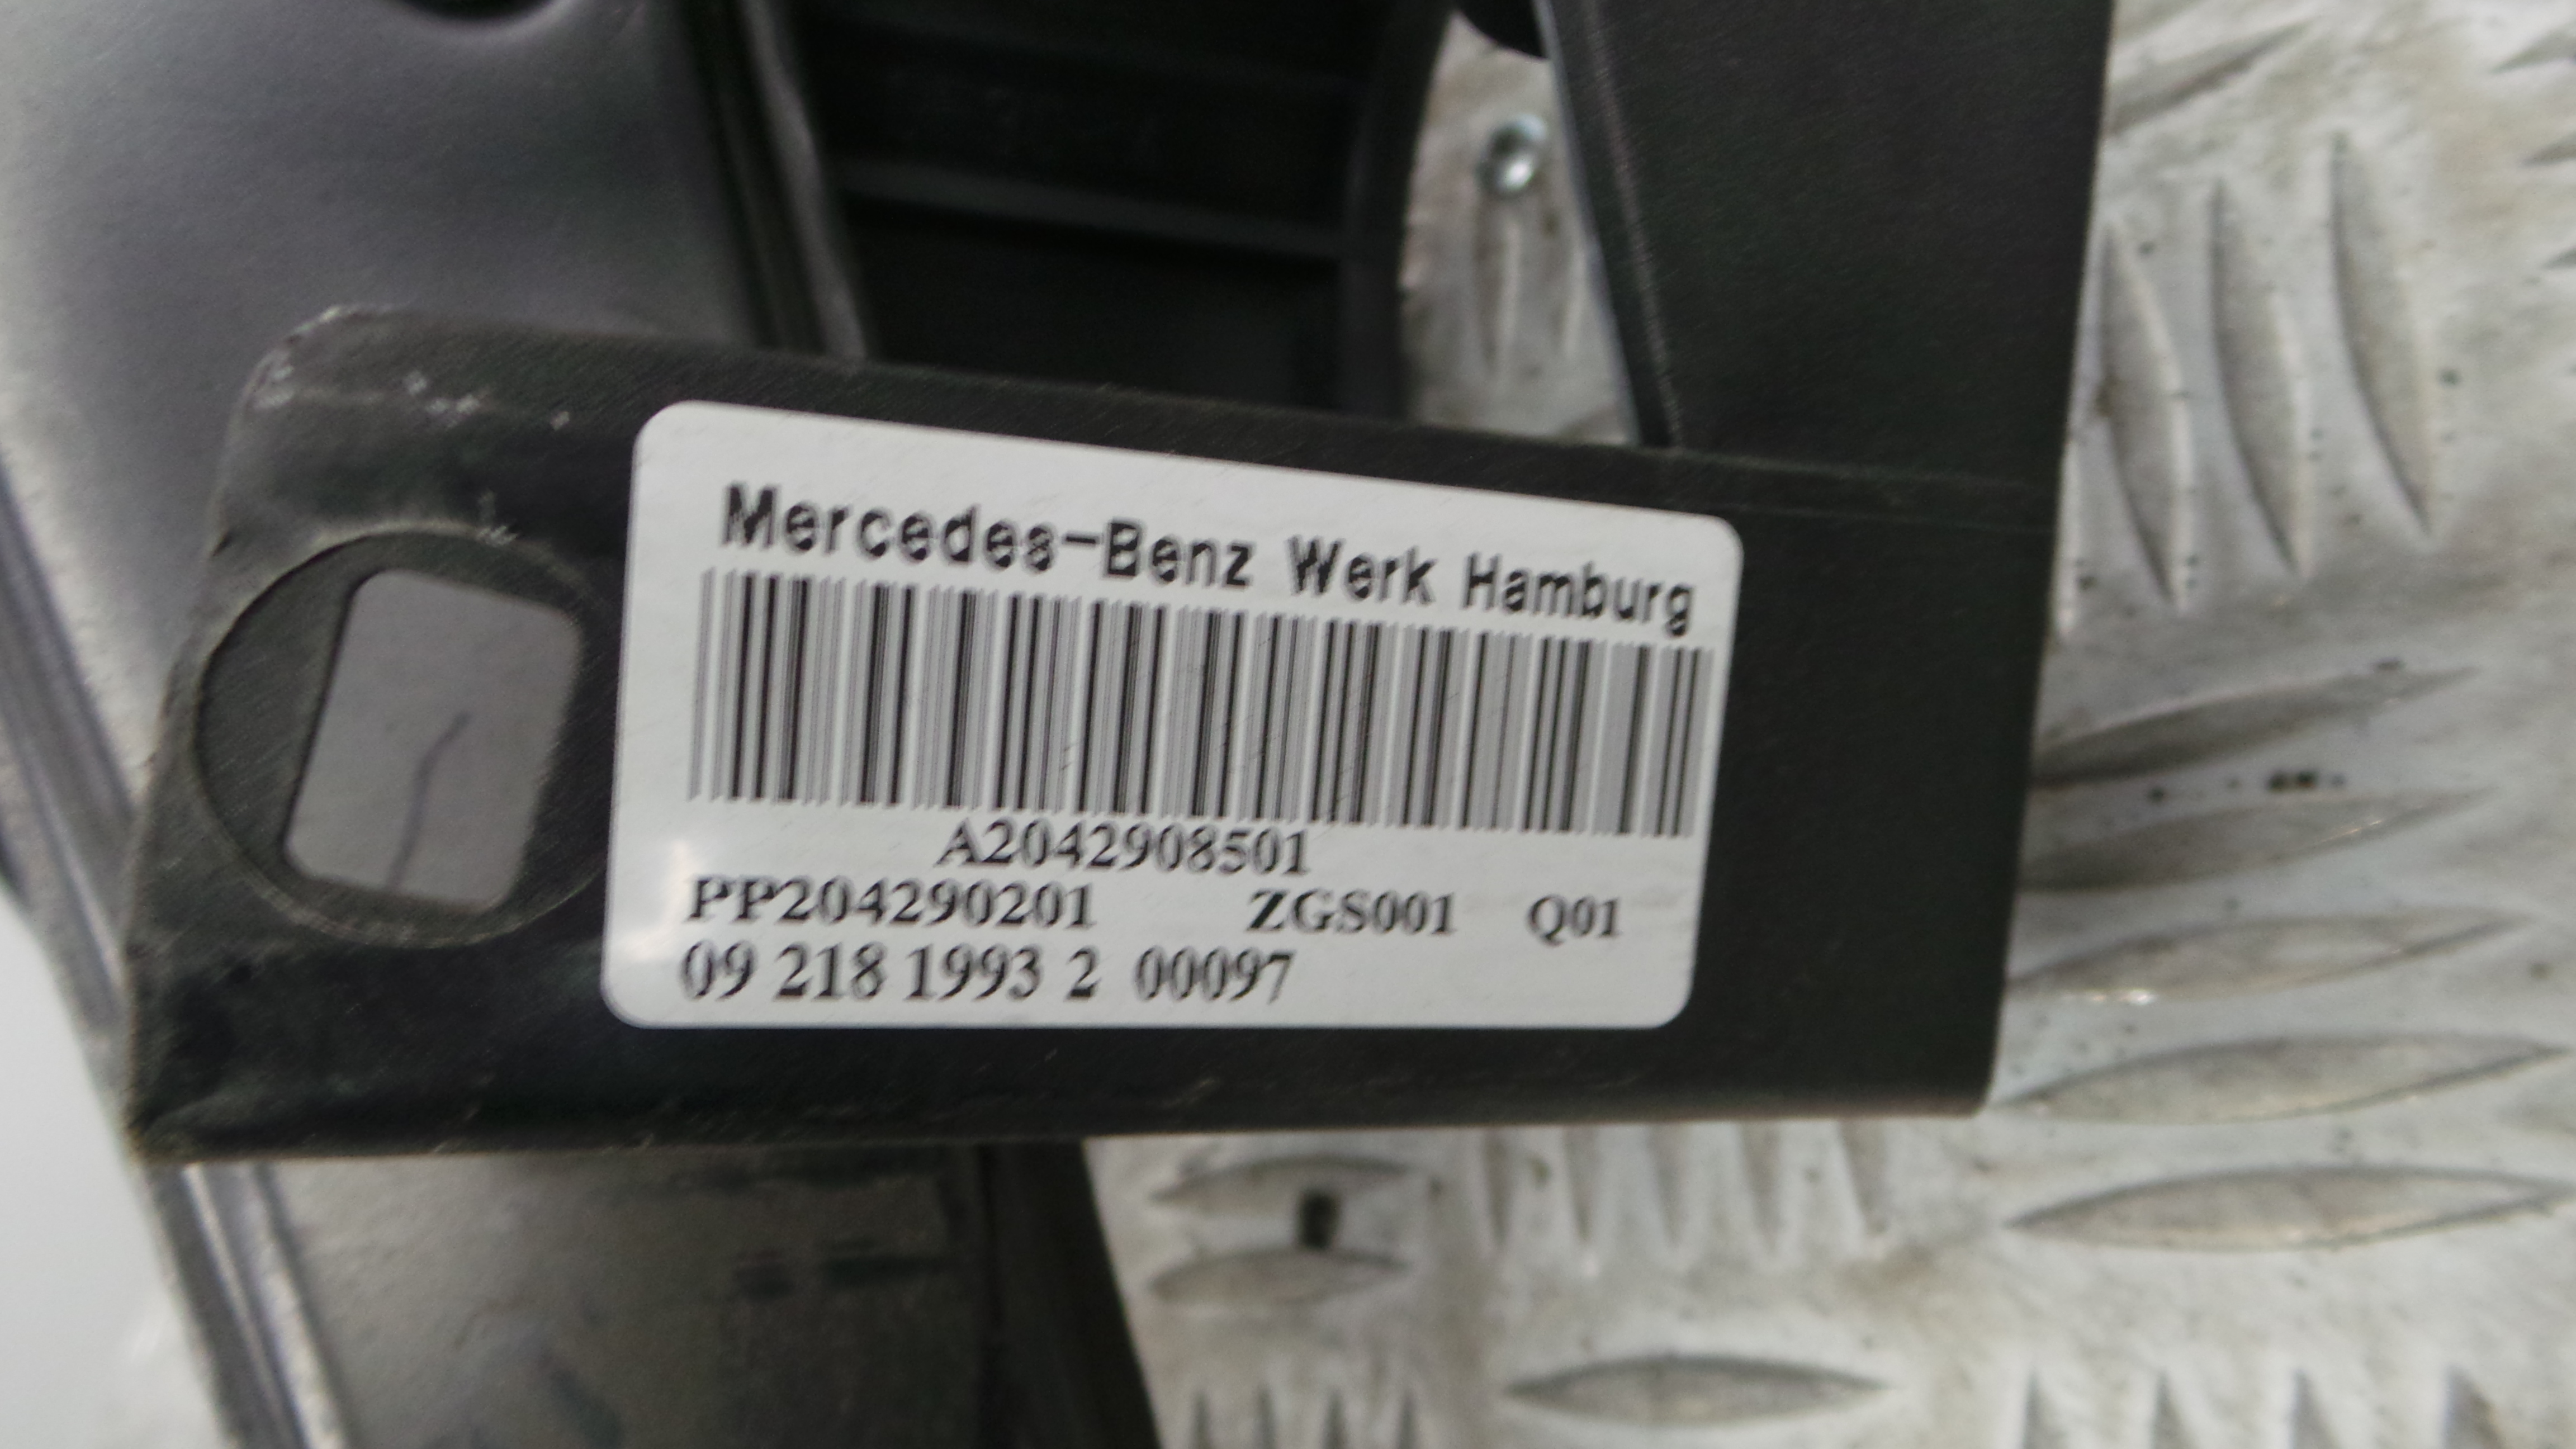 Mercedes-Benz Werk Hamburg
A2042908501
PP204290201 ZGS001 Q01
09 218 1993 2 00097